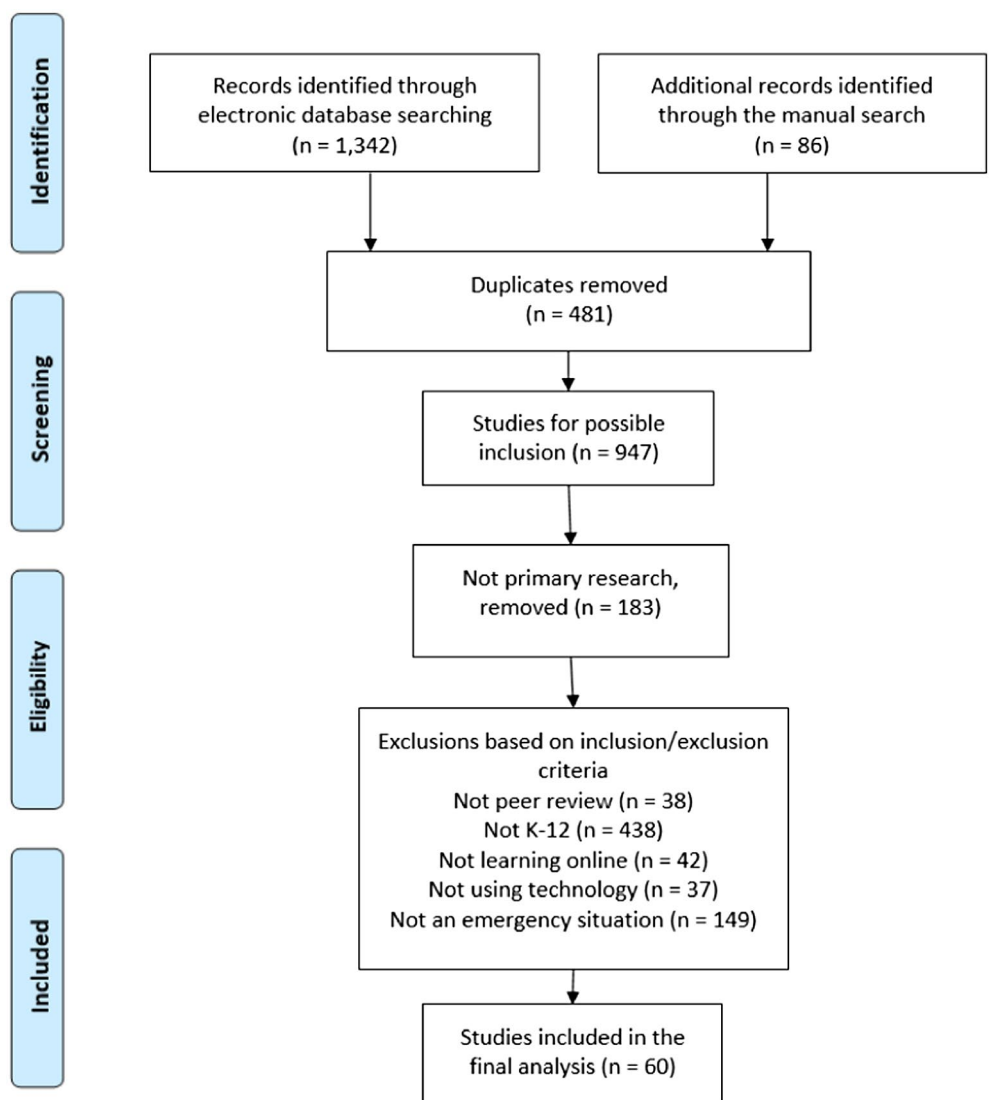 Identification
Records identified through
electronic database searching
(n = 1,342)
Additional records identified
through the manual search
(n = 86)
Duplicates removed
(n = 481)
Screening
Studies for possible
inclusion (n = 947)
Eligibility
Not primary research,
removed (n = 183)
Exclusions based on inclusion/exclusion
criteria
Not peer review (n = 38)
Not K-12 (n = 438)
Not learning online (n = 42)
Not using technology (n = 37)
Not an emergency situation (n = 149)
Included
Studies included in the
final analysis (n = 60)